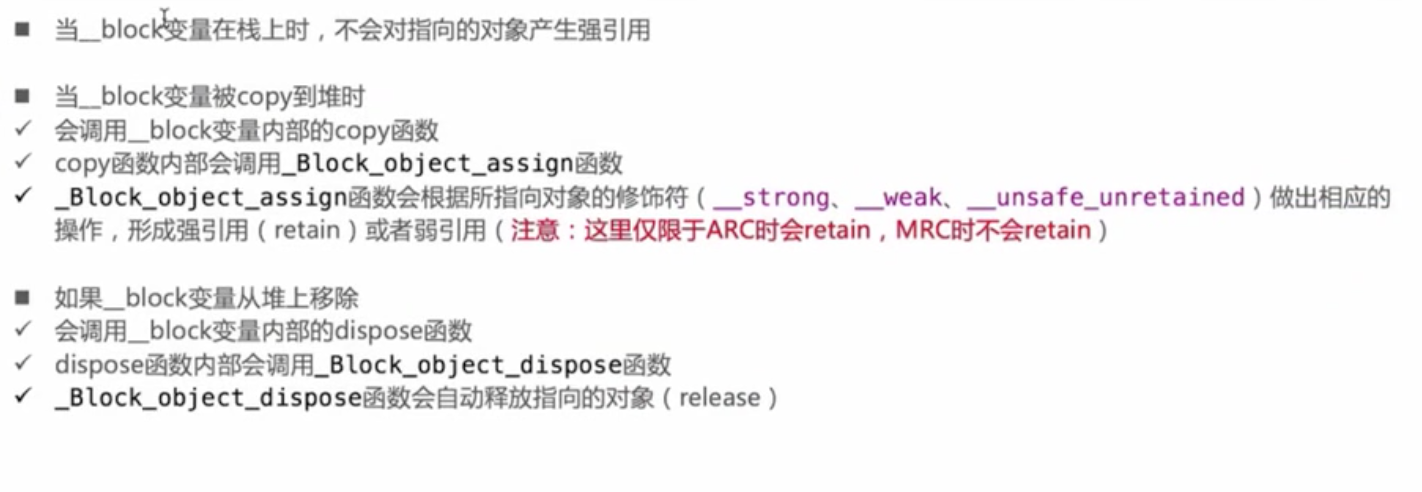 ■ 当__block变量在栈上时，不会对指向的对象产生强引用
■ 当__block变量被copy到堆时
✓ 会调用__block变量内部的copy函数
✓ copy函数内部会调用_Block_object_assign函数
✓ _Block_object_assign函数会根据所指向对象的修饰符（__strong、__weak、__unsafe_unretained）做出相应的
操作，形成强引用（retain）或者弱引用（注意：这里仅限于ARC时会retain，MRC时不会retain）
■ 如果__block变量从堆上移除
✓ 会调用__block变量内部的dispose函数
✓ dispose函数内部会调用_Block_object_dispose函数
✓ _Block_object_dispose函数会自动释放指向的对象（release）